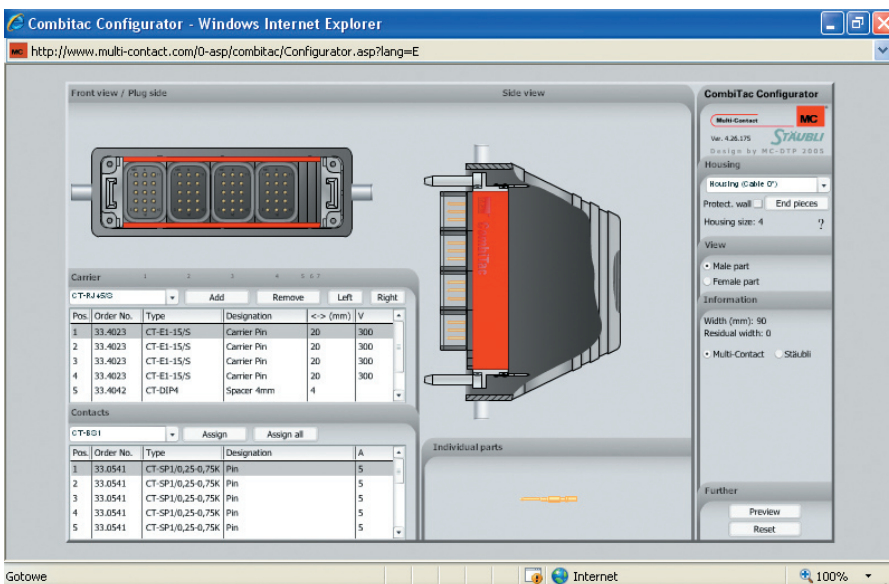 Combitac Configurator - Windows Internet Explorer
http://www.multi-contact.com/0-asp/combitac/Configurator.asp?lang=E
Front view / Plug side
Side view
CombiTac Configurator
Multi-Contact MC
Ver. 4.26.175 STÄUBLI
Design by MC-DTP 2005
Housing
Housing (Cable 0°)
Protect. wall End pieces
Housing size: 4 ?
View
Male part
Female part
Information
Width (mm): 90
Residual width: 0
Multi-Contact Stäubli
CombiTac
Carrier 1 2 3 4 5 6 7
CT-RJ45/G Add Remove Left Right
Pos. Order No. Type Designation <-> (mm) V
1 33.4023 CT-E1-15/S Carrier Pin 20 300
2 33.4023 CT-E1-15/S Carrier Pin 20 300
3 33.4023 CT-E1-15/S Carrier Pin 20 300
4 33.4023 CT-E1-15/S Carrier Pin 20 300
5 33.4042 CT-DIP4 Spacer 4mm 4
Contacts
Assign Assign all
Pos. Order No. Type Designation A
1 33.0541 CT-SP1/0,25-0,75K Pin 5
2 33.0541 CT-SP1/0,25-0,75K Pin 5
3 33.0541 CT-SP1/0,25-0,75K Pin 5
4 33.0541 CT-SP1/0,25-0,75K Pin 5
5 33.0541 CT-SP1/0,25-0,75K Pin 5
Individual parts
Further
Preview
Reset
Gotowe Internet 100%